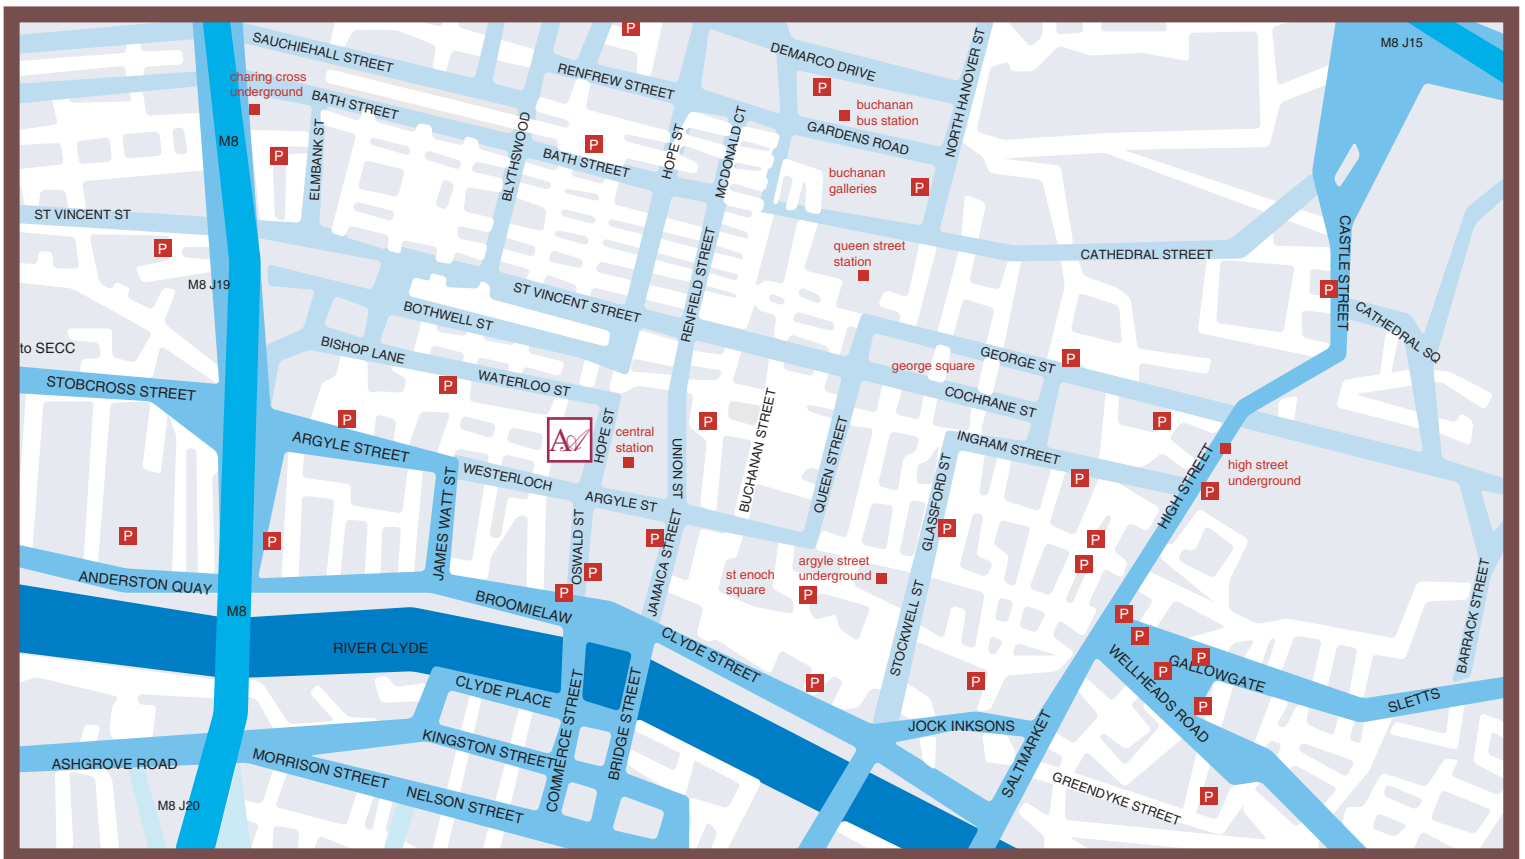 P
M8 J15
SAUCHIEHALL STREET
DEMARCO DRIVE
NORTH HANOVER ST
charing cross
underground
RENFREW STREET
P
buchanan
bus station
BATH STREET
M8
ELMBANK ST
BLYTHSWOOD
P
BATH STREET
HOPE ST
MCDONALD CT
GARDENS ROAD
P
buchanan
galleries
P
ST VINCENT ST
P
queen street
station
CATHEDRAL STREET
CASTLE STREET
M8 J19
P
ST VINCENT STREET
RENFIELD STREET
BOTHWELL ST
CATHEDRAL SQ
to SECC
BISHOP LANE
GEORGE ST
P
george square
STOBCROSS STREET
P
WATERLOO ST
COCHRANE ST
P
ARGYLE STREET
AA
HOPE ST
central
station
P
UNION ST
BUCHANAN STREET
QUEEN STREET
P
INGRAM STREET
high street
underground
P
P
HIGH STREET
WESTERLOCH
ARGYLE ST
JAMES WATT ST
GLASSFORD ST
P
P
P
OSWALD ST
P
JAMAICA STREET
P
P
ANDERSTON QUAY
P
P
st enoch
square
argyle street
underground
P
BARRACK STREET
M8
BROOMIELAW
P
P
RIVER CLYDE
CLYDE STREET
STOCKWELL ST
WELLHEADS ROAD
P
P
GALLOWGATE
P
P
P
SLETTS
CLYDE PLACE
COMMERCE STREET
BRIDGE STREET
JOCK INKSONS
SALTMARKET
KINGSTON STREET
ASHGROVE ROAD
MORRISON STREET
NELSON STREET
M8 J20
GREENDYKE STREET
P